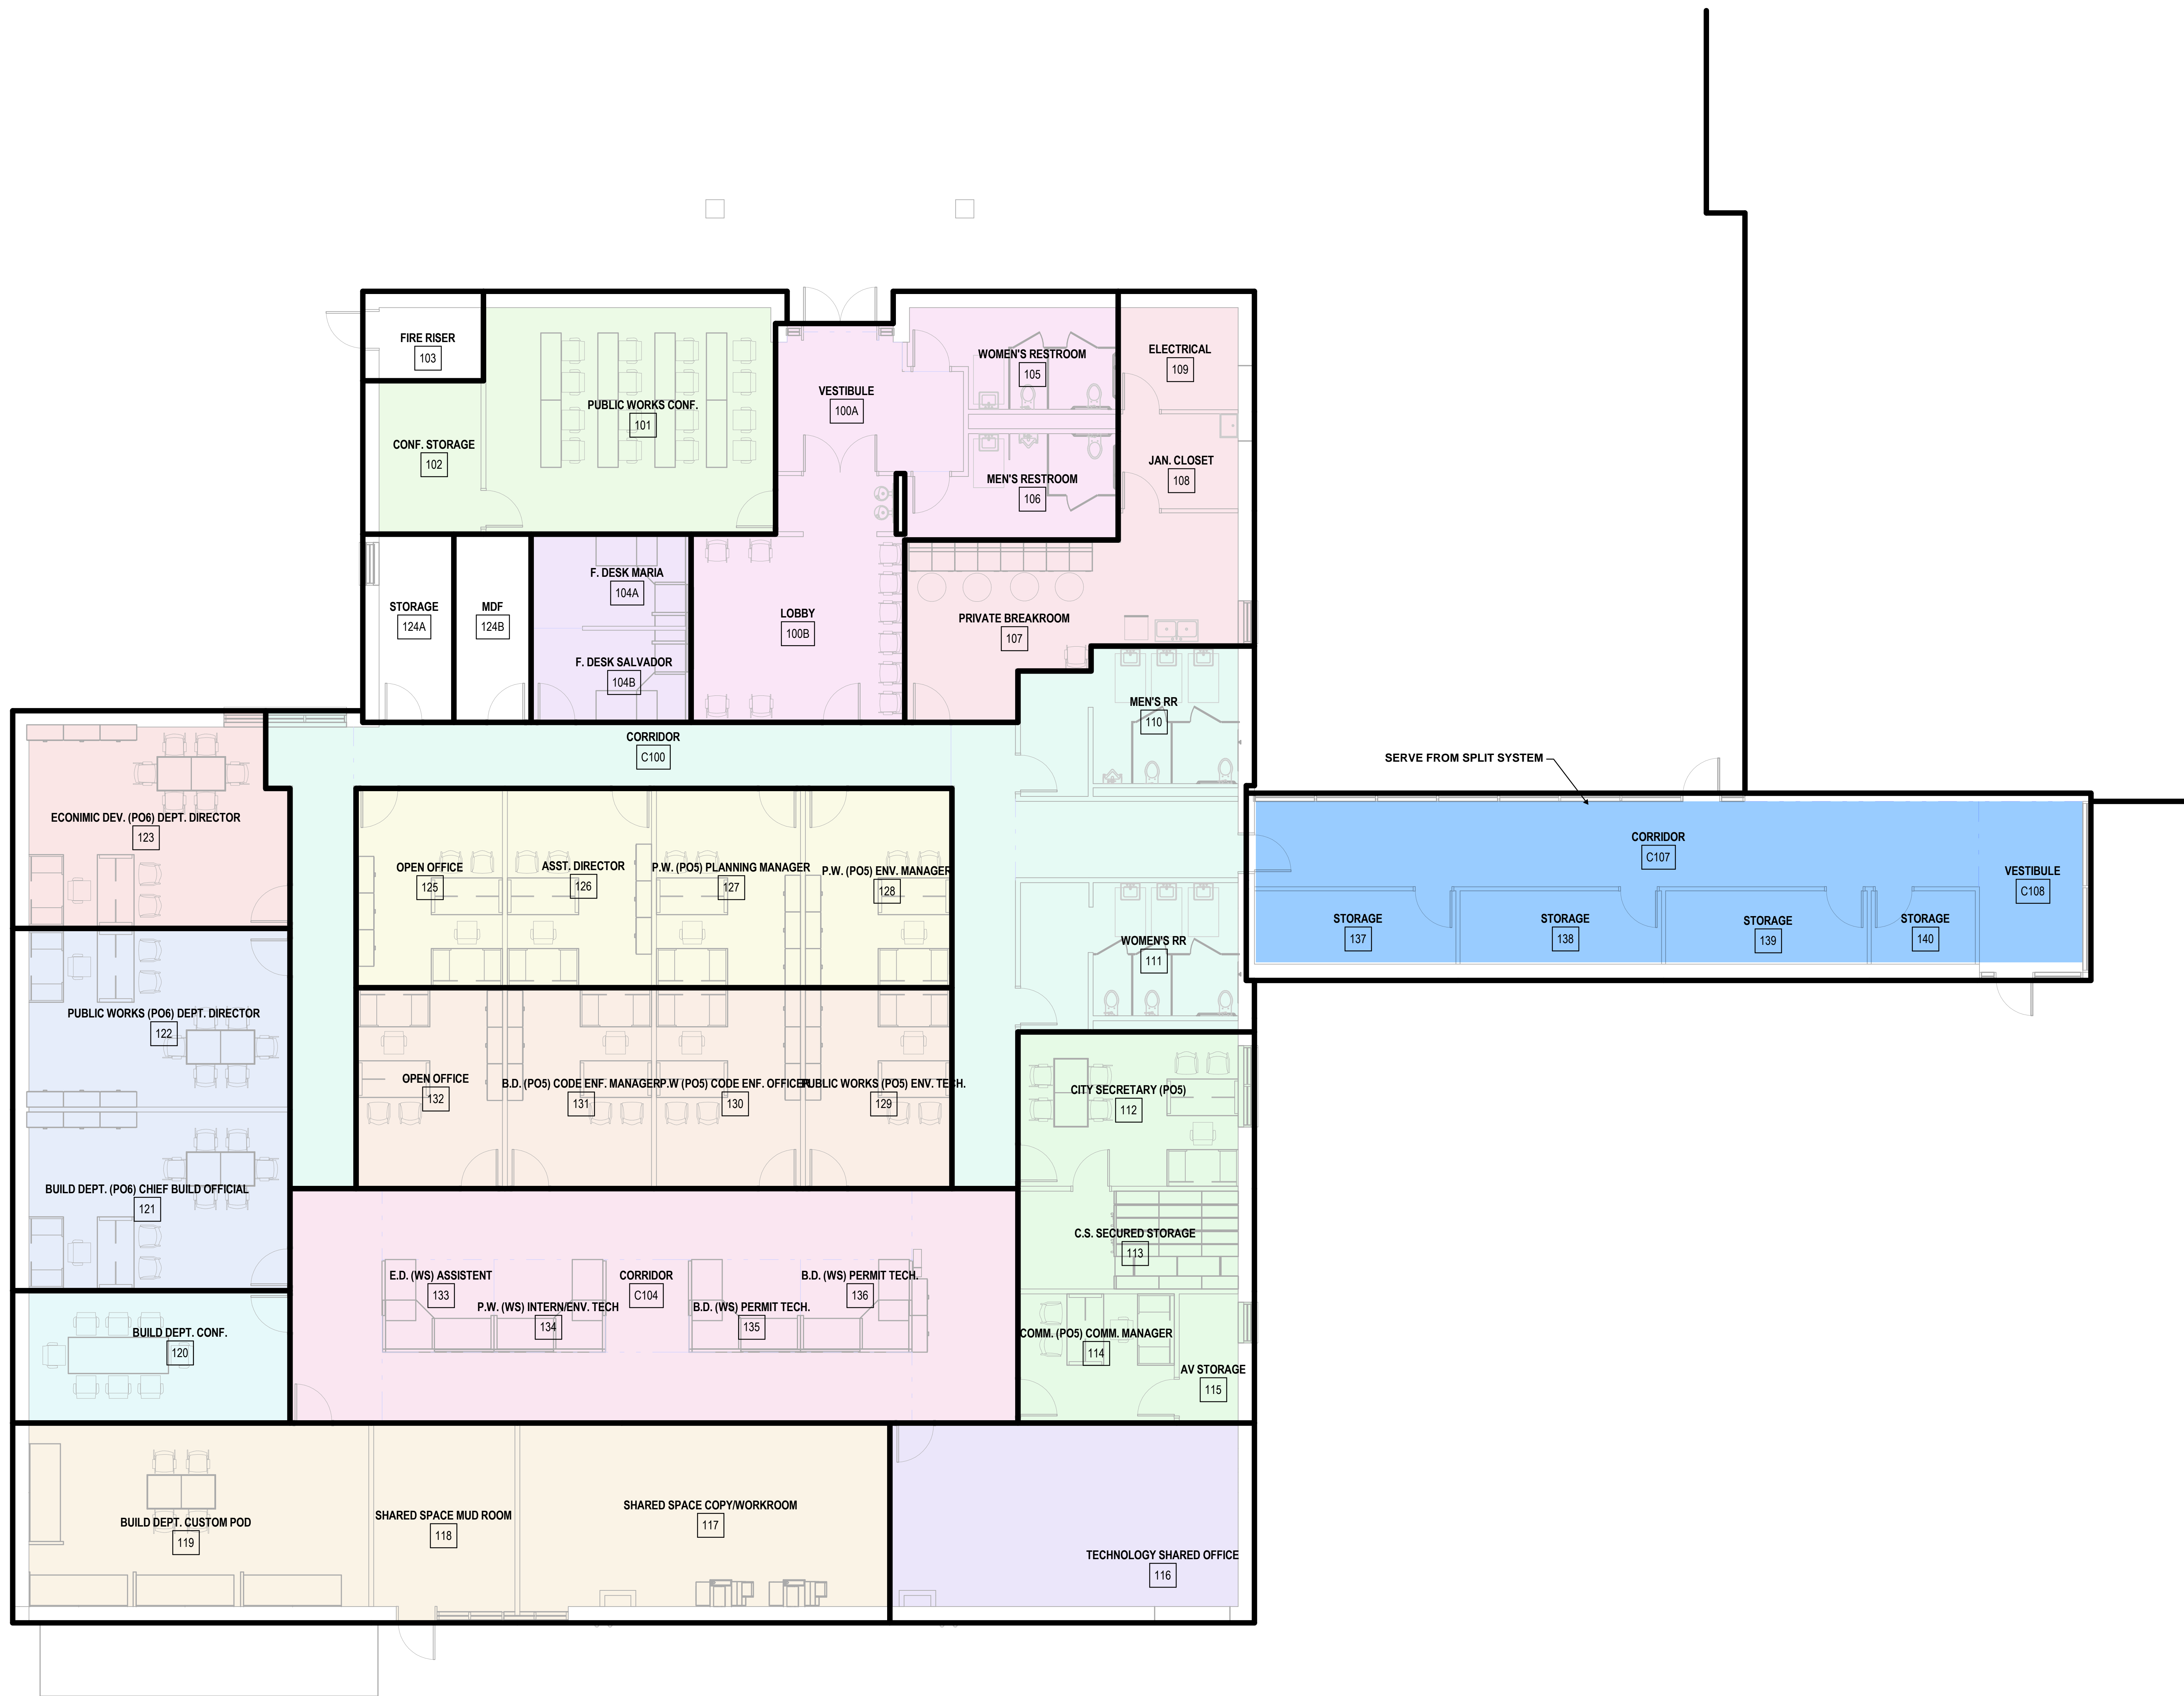 FIRE RISER
103
PUBLIC WORKS CONF.
101
CONF. STORAGE
102
VESTIBULE
100A
WOMEN'S RESTROOM
105
ELECTRICAL
109
MEN'S RESTROOM
106
JAN. CLOSET
108
STORAGE
124A
MDF
124B
F. DESK MARIA
104A
F. DESK SALVADOR
104B
LOBBY
100B
PRIVATE BREAKROOM
107
MEN'S RR
110
CORRIDOR
C100
SERVE FROM SPLIT SYSTEM
ECONIMIC DEV. (PO6) DEPT. DIRECTOR
123
OPEN OFFICE
125
ASST. DIRECTOR
126
P.W. (PO5) PLANNING MANAGER
127
P.W. (PO5) ENV. MANAGER
128
CORRIDOR
C107
VESTIBULE
C108
STORAGE
137
STORAGE
138
STORAGE
139
STORAGE
140
WOMEN'S RR
111
PUBLIC WORKS (PO6) DEPT. DIRECTOR
122
OPEN OFFICE
132
B.D. (PO5) CODE ENF. MANAGER
131
P.W (PO5) CODE ENF. OFFICER
130
PUBLIC WORKS (PO5) ENV. TECH.
129
CITY SECRETARY (PO5)
112
BUILD DEPT. (PO6) CHIEF BUILD OFFICIAL
121
C.S. SECURED STORAGE
113
E.D. (WS) ASSISTENT
133
P.W. (WS) INTERN/ENV. TECH
134
CORRIDOR
C104
B.D. (WS) PERMIT TECH.
135
B.D. (WS) PERMIT TECH.
136
BUILD DEPT. CONF.
120
COMM. (PO5) COMM. MANAGER
114
AV STORAGE
115
BUILD DEPT. CUSTOM POD
119
SHARED SPACE MUD ROOM
118
SHARED SPACE COPY/WORKROOM
117
TECHNOLOGY SHARED OFFICE
116